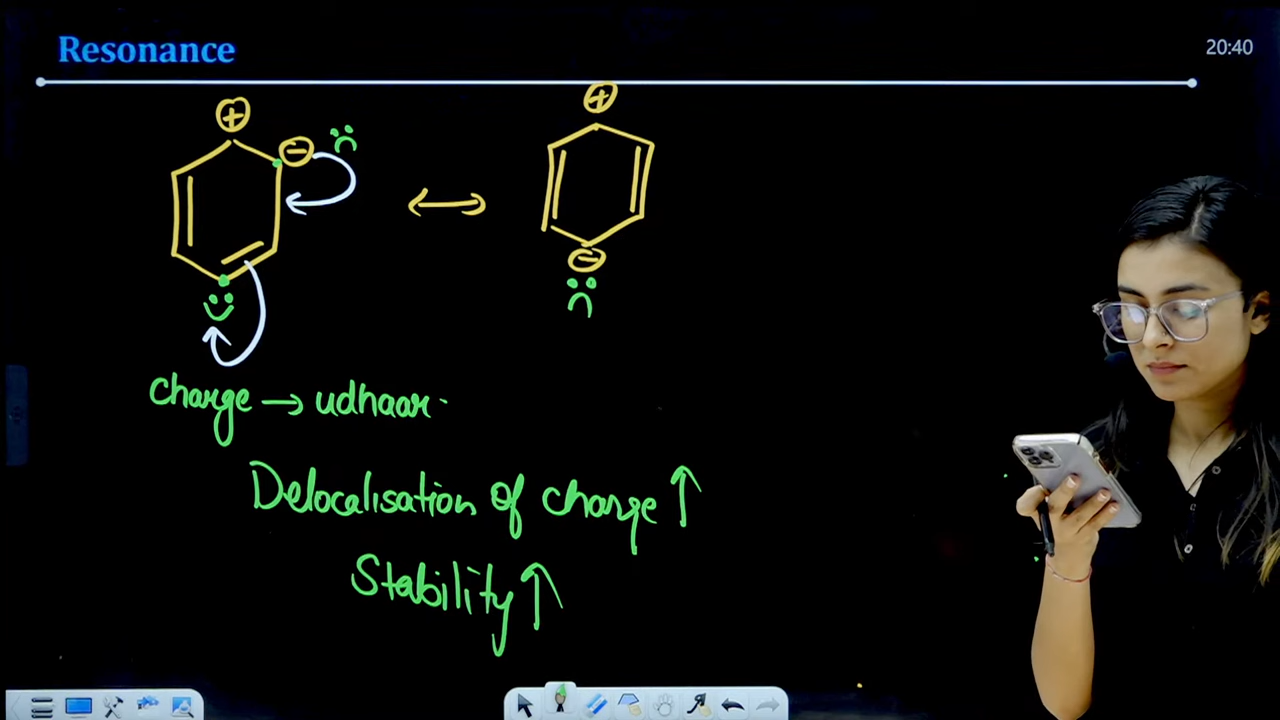 Resonance
20:40
+
− +
−
Charge → udhaar
Delocalisation of charge ↑
Stability ↑